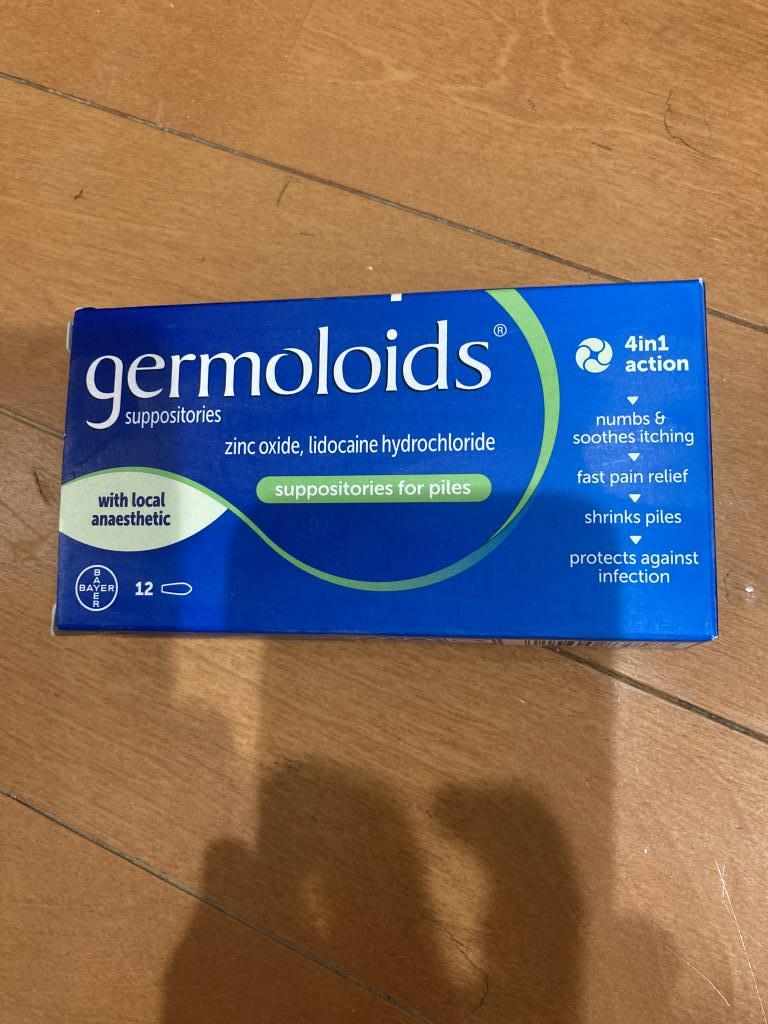 germoloids®
suppositories
zinc oxide, lidocaine hydrochloride
suppositories for piles
with local
anaesthetic
BAYER
BAYER
12
4in1
action
numbs &
soothes itching
fast pain relief
shrinks piles
protects against
infection